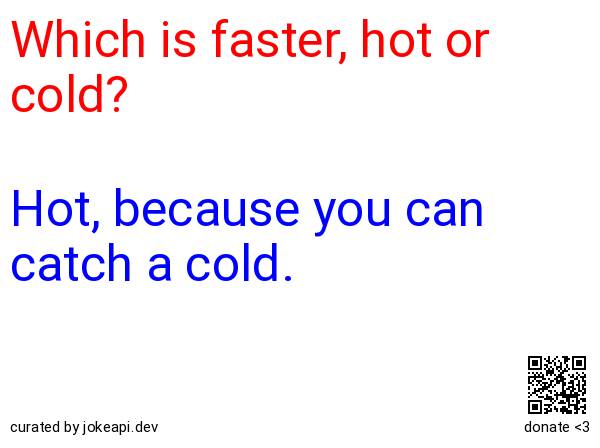 Which is faster, hot or
cold?
Hot, because you can
catch a cold.
curated by jokeapi.dev
donate <3